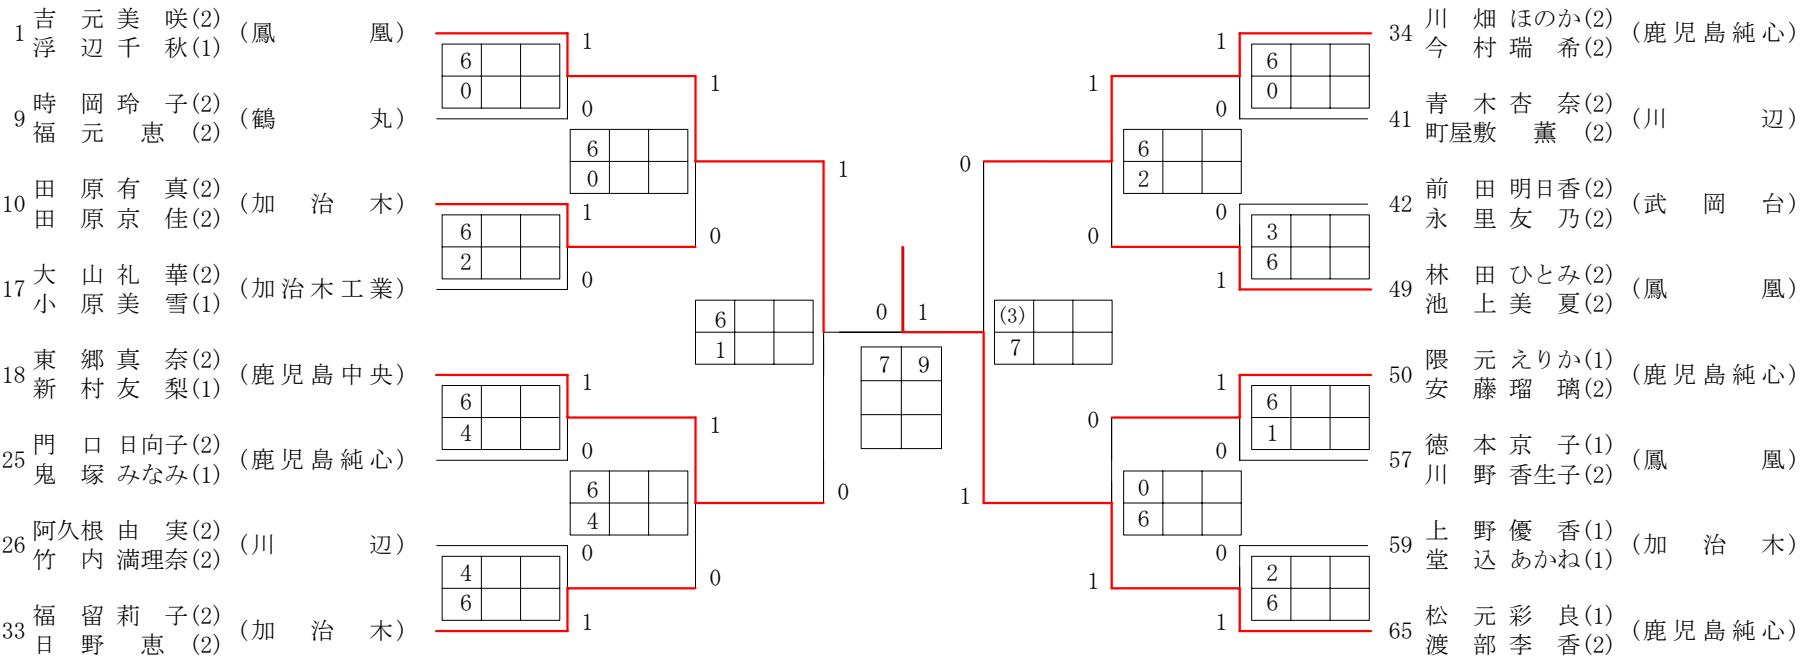 1 吉 元 美 咲(2) (鳳 凰)
浮 辺 千 秋(1)
1
6
0
0
9 時 岡 玲 子(2) (鶴 丸)
福 元 恵 (2)
1
6
0
0
10 田 原 有 真(2) (加 治 木)
田 原 京 佳(2)
1
6
2
0
17 大 山 礼 華(2) (加治木工業)
小 原 美 雪(1)
1
6
1
0
18 東 郷 真 奈(2) (鹿児島中央)
新 村 友 梨(1)
1
6
4
0
25 門 口 日向子(2) (鹿児島純心)
鬼 塚 みなみ(1)
1
6
4
0
26 阿久根 由 実(2) (川 辺)
竹 内 満理奈(2)
0
4
6
1
33 福 留 莉 子(2) (加 治 木)
日 野 恵 (2)
0 1
7 9
34 川 畑 ほのか(2) (鹿児島純心)
今 村 瑞 希(2)
1
6
0
0
41 青 木 杏 奈(2) (川 辺)
町屋敷 薫 (2)
1
6
2
0
42 前 田 明日香(2) (武 岡 台)
永 里 友 乃(2)
0
3
6
1
49 林 田 ひとみ(2) (鳳 凰)
池 上 美 夏(2)
0
(3)
7
1
50 隈 元 えりか(1) (鹿児島純心)
安 藤 瑠 璃(2)
1
6
1
0
57 徳 本 京 子(1) (鳳 凰)
川 野 香生子(2)
0
0
6
1
59 上 野 優 香(1) (加 治 木)
堂 込 あかね(1)
0
2
6
1
65 松 元 彩 良(1) (鹿児島純心)
渡 部 李 香(2)